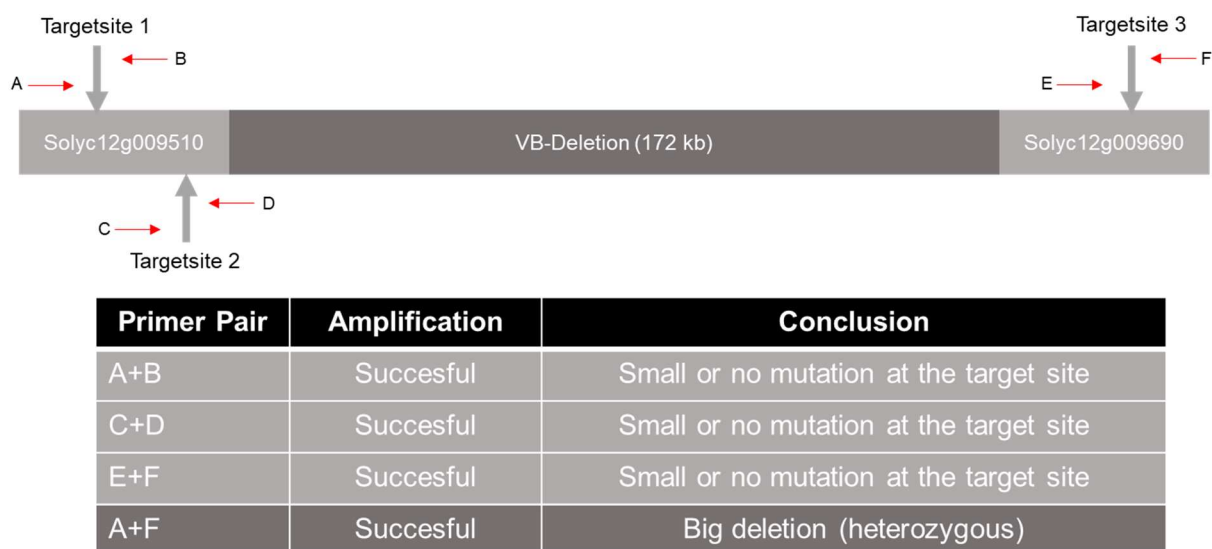 Targetsite 1
Targetsite 3
B
F
A
E
Solyc12g009510
VB-Deletion (172 kb)
Solyc12g009690
D
C
Targetsite 2
Primer Pair Amplification Conclusion
A+B Succesful Small or no mutation at the target site
C+D Succesful Small or no mutation at the target site
E+F Succesful Small or no mutation at the target site
A+F Succesful Big deletion (heterozygous)